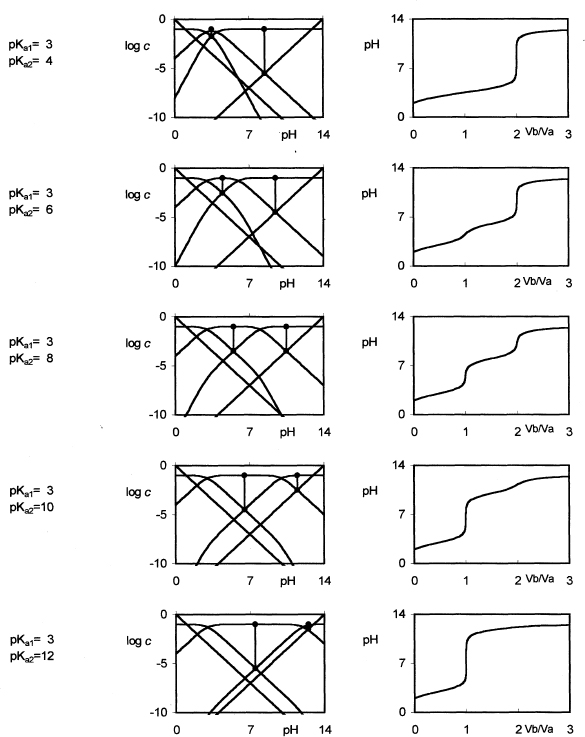 pKa1= 3
pKa2= 4
log c
0
-5
-10
0 7 pH 14
pH
14
7
0
0 1 2 Vb/Va 3
pKa1= 3
pKa2= 6
log c
0
-5
-10
0 7 pH 14
pH
14
7
0
0 1 2 Vb/Va 3
pKa1= 3
pKa2= 8
log c
0
-5
-10
0 7 pH 14
pH
14
7
0
0 1 2 Vb/Va 3
pKa1= 3
pKa2=10
log c
0
-5
-10
0 7 pH 14
pH
14
7
0
0 1 2 Vb/Va 3
pKa1= 3
pKa2=12
log c
0
-5
-10
0 7 pH 14
pH
14
7
0
0 1 2 Vb/Va 3